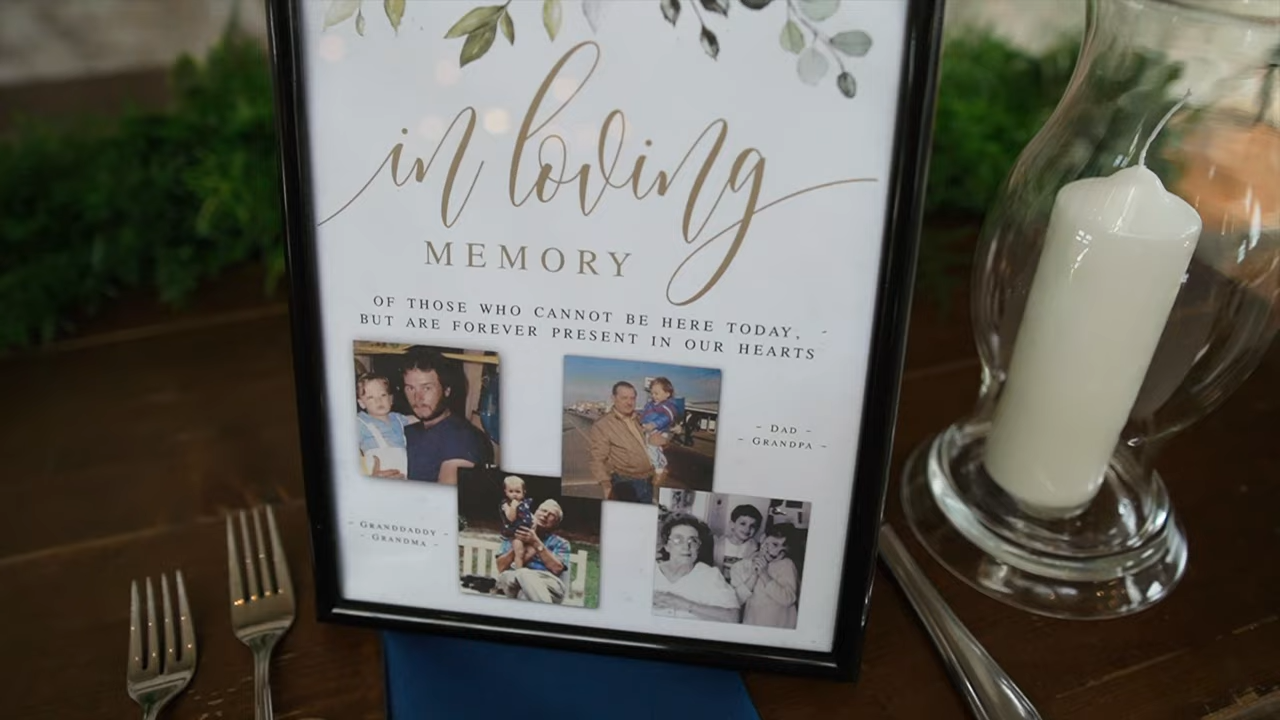 in loving
MEMORY
OF THOSE WHO CANNOT BE HERE TODAY,
BUT ARE FOREVER PRESENT IN OUR HEARTS
~ DAD ~
~ GRANDPA ~
~ GRANDDADDY ~
~ GRANDMA ~